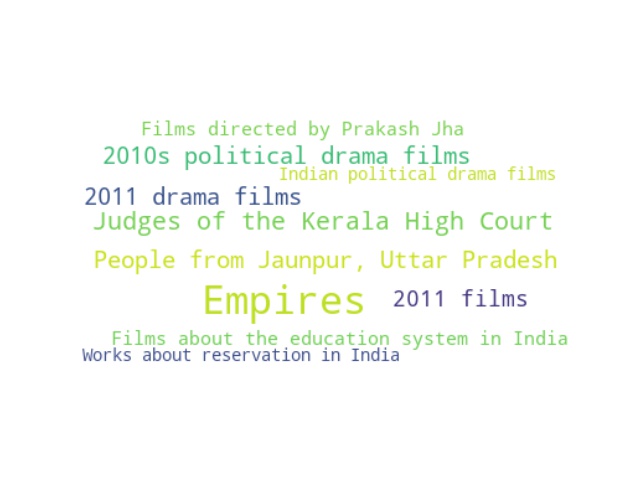 Films directed by Prakash Jha
2010s political drama films
Indian political drama films
2011 drama films
Judges of the Kerala High Court
People from Jaunpur, Uttar Pradesh
Empires
2011 films
Films about the education system in India
Works about reservation in India